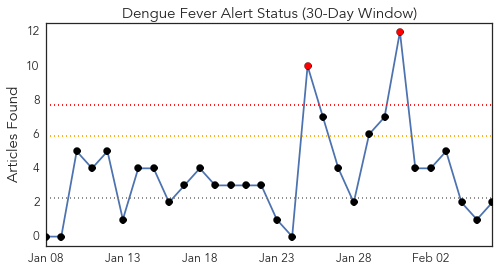 Dengue Fever Alert Status (30-Day Window)
Articles Found
12
10
8
6
4
2
0
Jan 08 Jan 13 Jan 18 Jan 23 Jan 28 Feb 02